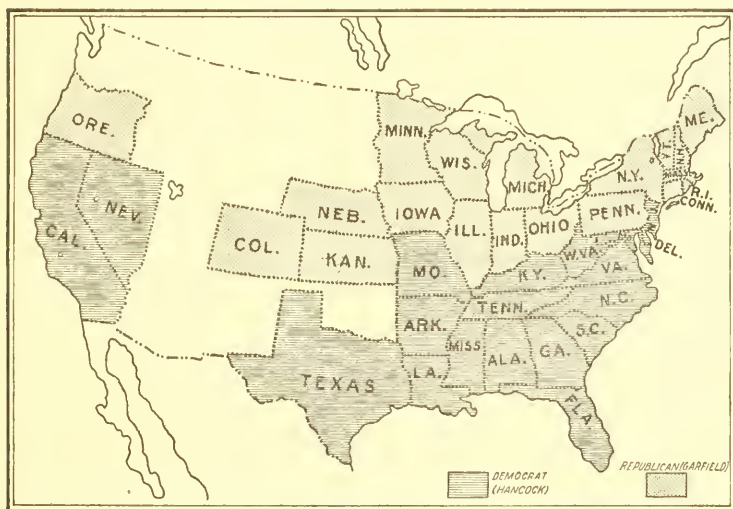 ORE.
NEV.
CAL.
COL.
NEB.
KAN.
TEXAS
MINN.
IOWA
MO.
ARK.
LA.
WIS.
ILL.
MICH.
IND.
OHIO
KY.
TENN.
MISS
ALA.
GA.
FLA.
S.C.
N.C.
VA.
W.VA.
PENN.
N.Y.
VT.
N.H.
ME.
R.I.
CONN.
DEL.
DEMOCRAT
(HANCOCK)
REPUBLICAN(GARFIELD)